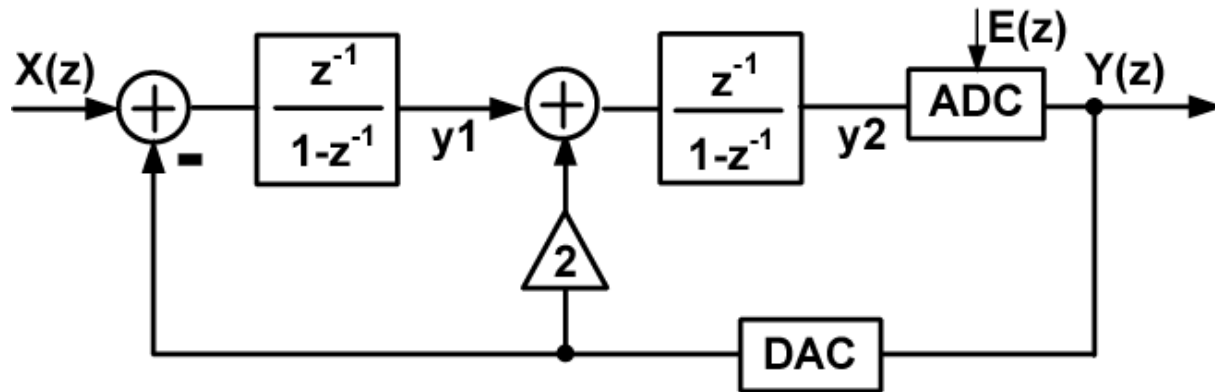 X(z)
z⁻¹
1-z⁻¹
y1
z⁻¹
1-z⁻¹
y2
E(z)
ADC
Y(z)
+
-
+
2
DAC